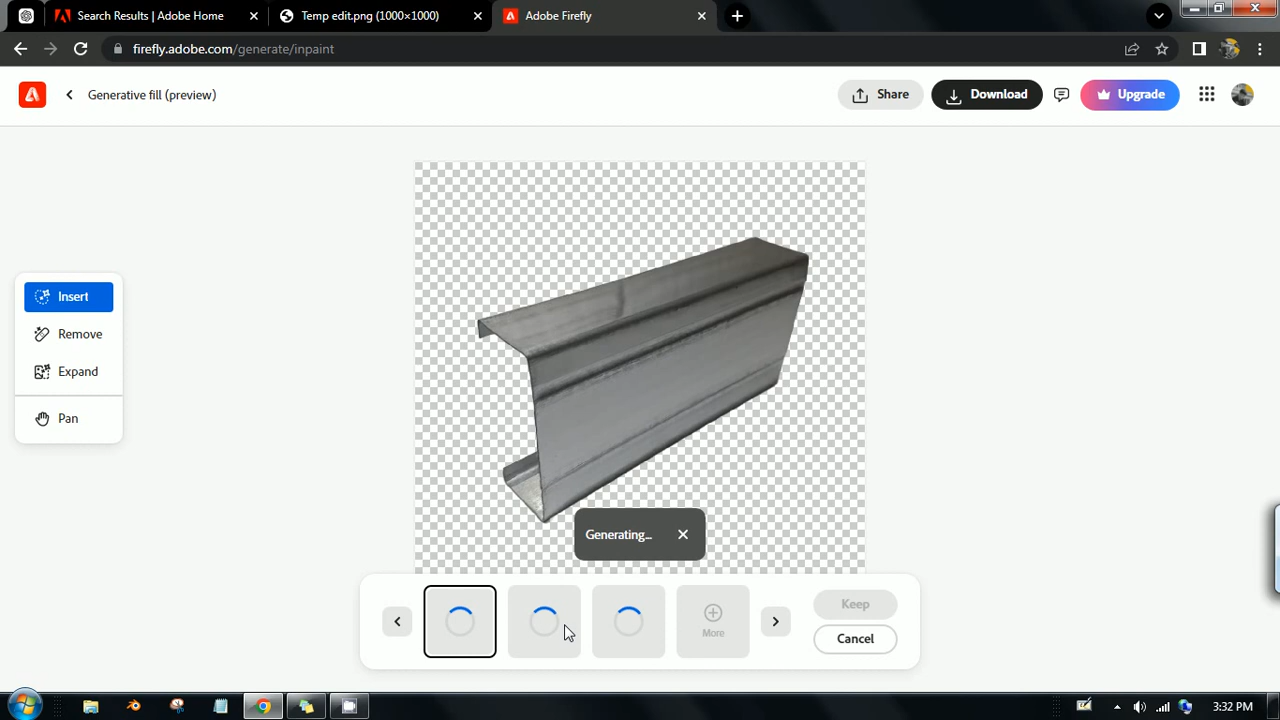 Search Results | Adobe Home
Temp edit.png (1000×1000)
Adobe Firefly
firefly.adobe.com/generate/inpaint
Generative fill (preview)
Share
Download
Upgrade
Insert
Remove
Expand
Pan
Generating...
More
Keep
Cancel
3:32 PM